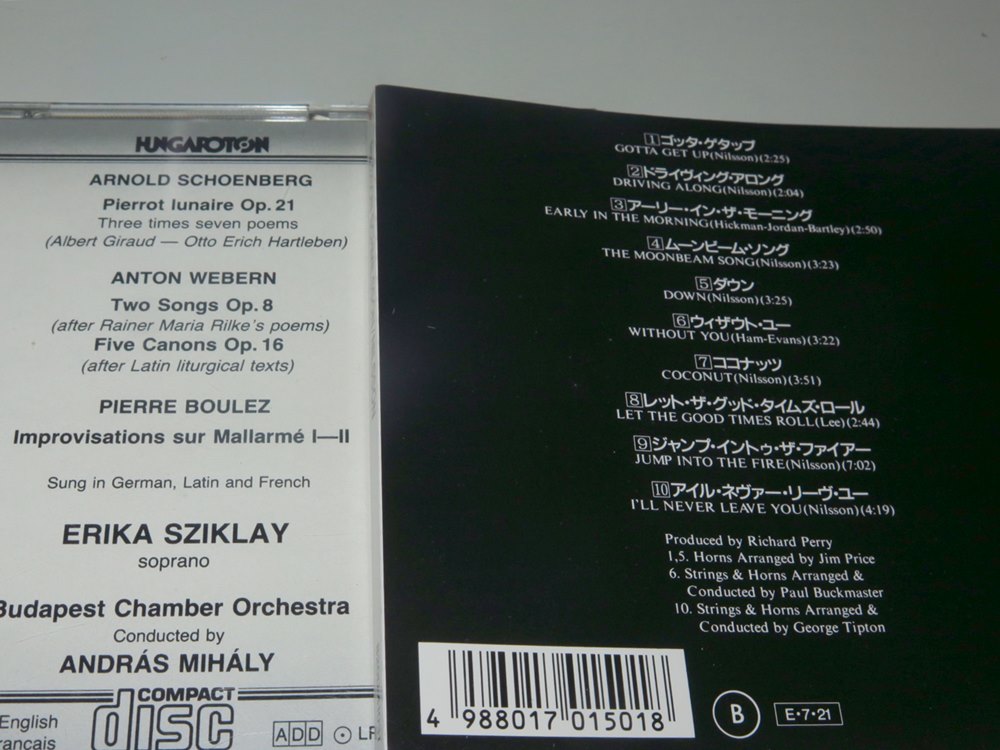 HUNGAROTON
ARNOLD SCHOENBERG
Pierrot lunaire Op. 21
Three times seven poems
(Albert Giraud — Otto Erich Hartleben)
ANTON WEBERN
Two Songs Op. 8
(after Rainer Maria Rilke's poems)
Five Canons Op. 16
(after Latin liturgical texts)
PIERRE BOULEZ
Improvisations sur Mallarmé I—II
Sung in German, Latin and French
ERIKA SZIKLAY
soprano
Budapest Chamber Orchestra
Conducted by
ANDRÁS MIHÁLY
English
COMPACT
disc
ADD
1 ゴッタ・ゲタップ
GOTTA GET UP(Nilsson)(2:25)
2 ドライヴィング・アロング
DRIVING ALONG(Nilsson)(2:04)
3 アーリー・イン・ザ・モーニング
EARLY IN THE MORNING(Hickman-Jordan-Bartley)(2:50)
4 ムーンビーム・ソング
THE MOONBEAM SONG(Nilsson)(3:23)
5 ダウン
DOWN(Nilsson)(3:25)
6 ウィザウト・ユー
WITHOUT YOU(Ham-Evans)(3:22)
7 ココナッツ
COCONUT(Nilsson)(3:51)
8 レット・ザ・グッド・タイムズ・ロール
LET THE GOOD TIMES ROLL(Lee)(2:44)
9 ジャンプ・イントゥ・ザ・ファイアー
JUMP INTO THE FIRE(Nilsson)(7:02)
10 アイル・ネヴァー・リーヴ・ユー
I'LL NEVER LEAVE YOU(Nilsson)(4:19)
Produced by Richard Perry
1,5. Horns Arranged by Jim Price
6. Strings & Horns Arranged &
Conducted by Paul Buckmaster
10. Strings & Horns Arranged &
Conducted by George Tipton
4 988017 015018
B
E・7・21